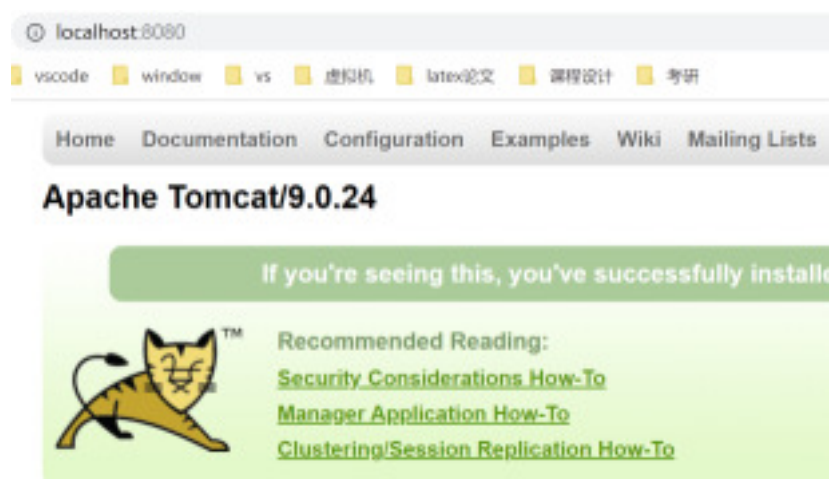 localhost:8080
vscode window vs 虚拟机 latex论文 课程设计 考研
Home Documentation Configuration Examples Wiki Mailing Lists
Apache Tomcat/9.0.24
If you're seeing this, you've successfully installe
TM
Recommended Reading:
Security Considerations How-To
Manager Application How-To
Clustering/Session Replication How-To